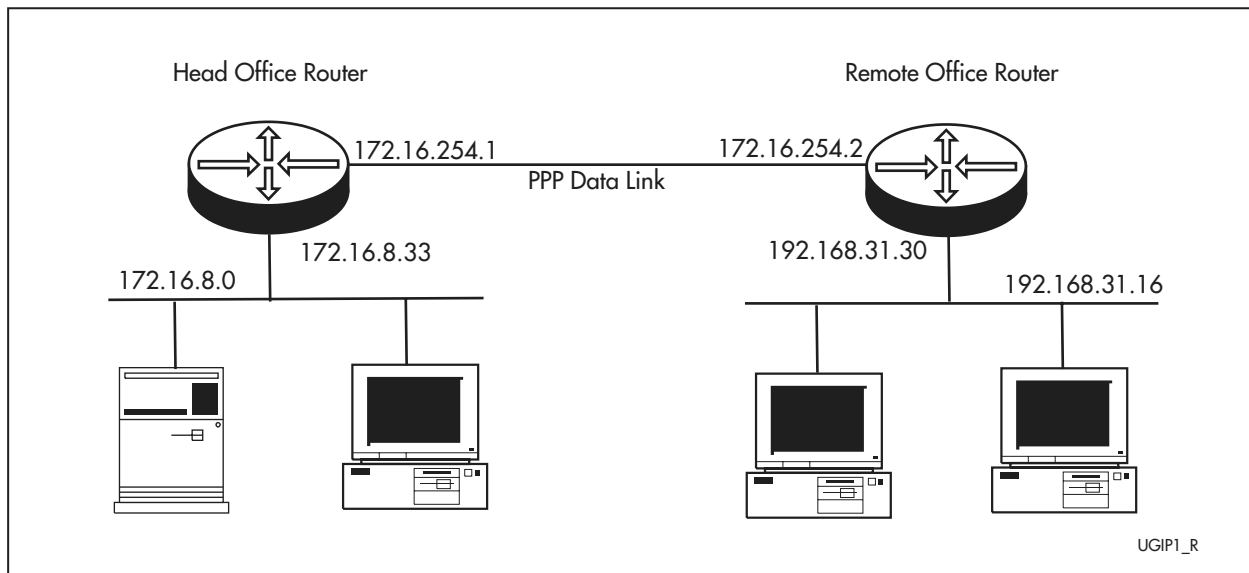 Head Office Router
Remote Office Router
172.16.254.1
172.16.254.2
PPP Data Link
172.16.8.33
192.168.31.30
172.16.8.0
192.168.31.16
UGIP1_R